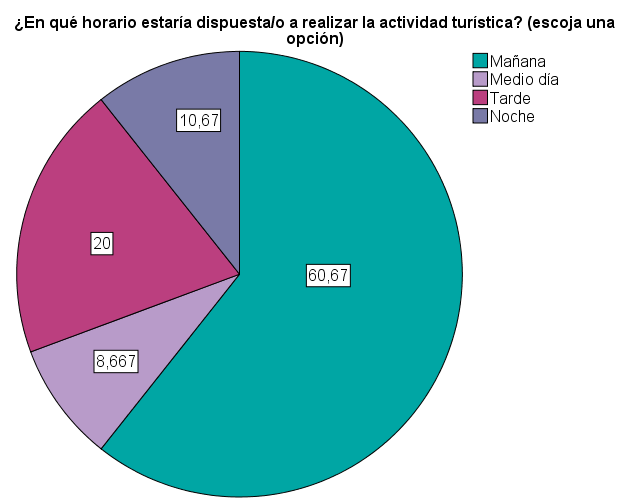 ¿En qué horario estaría dispuesta/o a realizar la actividad turística? (escoja una
opción)
Mañana
Medio día
Tarde
Noche
10,67
20
60,67
8,667